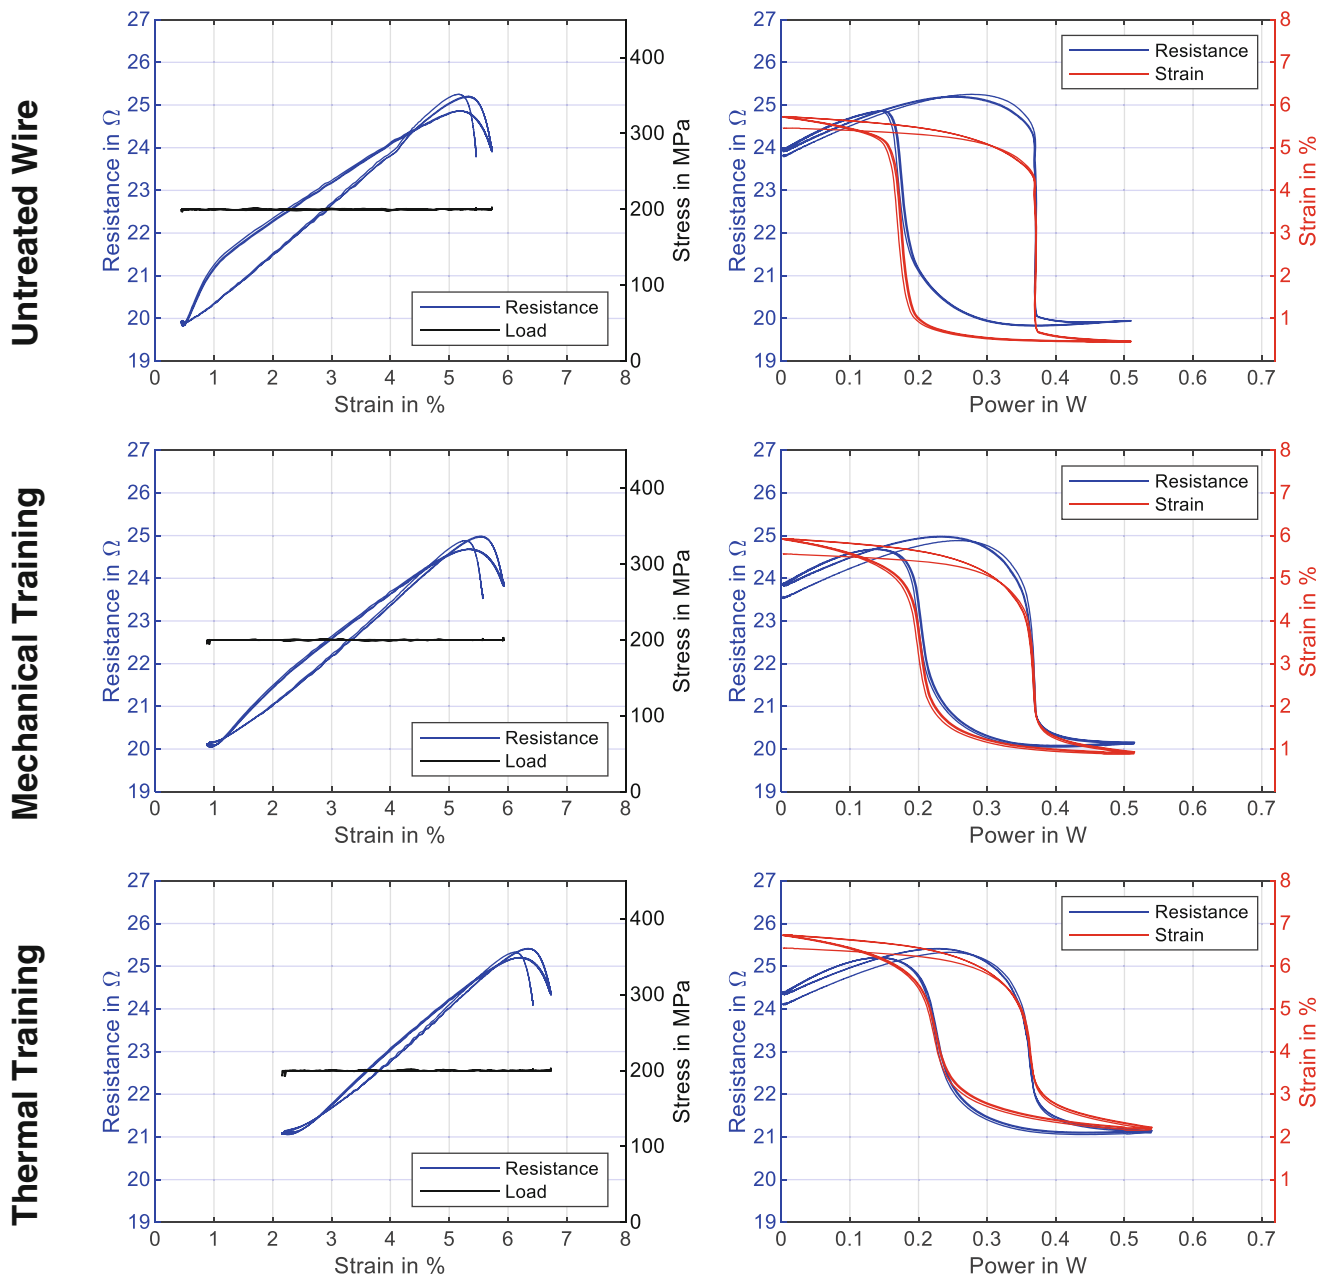 Untreated Wire
27
26
25
24
23
22
21
20
19
Resistance in Ω
0 1 2 3 4 5 6 7 8
Strain in %
400
300
200
100
0
Stress in MPa
Resistance
Load
27
26
25
24
23
22
21
20
19
Resistance in Ω
0 0.1 0.2 0.3 0.4 0.5 0.6 0.7
Power in W
8
7
6
5
4
3
2
1
Strain in %
Resistance
Strain
Mechanical Training
27
26
25
24
23
22
21
20
19
Resistance in Ω
0 1 2 3 4 5 6 7 8
Strain in %
400
300
200
100
0
Stress in MPa
Resistance
Load
27
26
25
24
23
22
21
20
19
Resistance in Ω
0 0.1 0.2 0.3 0.4 0.5 0.6 0.7
Power in W
8
7
6
5
4
3
2
1
Strain in %
Resistance
Strain
Thermal Training
27
26
25
24
23
22
21
20
19
Resistance in Ω
0 1 2 3 4 5 6 7 8
Strain in %
400
300
200
100
0
Stress in MPa
Resistance
Load
27
26
25
24
23
22
21
20
19
Resistance in Ω
0 0.1 0.2 0.3 0.4 0.5 0.6 0.7
Power in W
8
7
6
5
4
3
2
1
Strain in %
Resistance
Strain